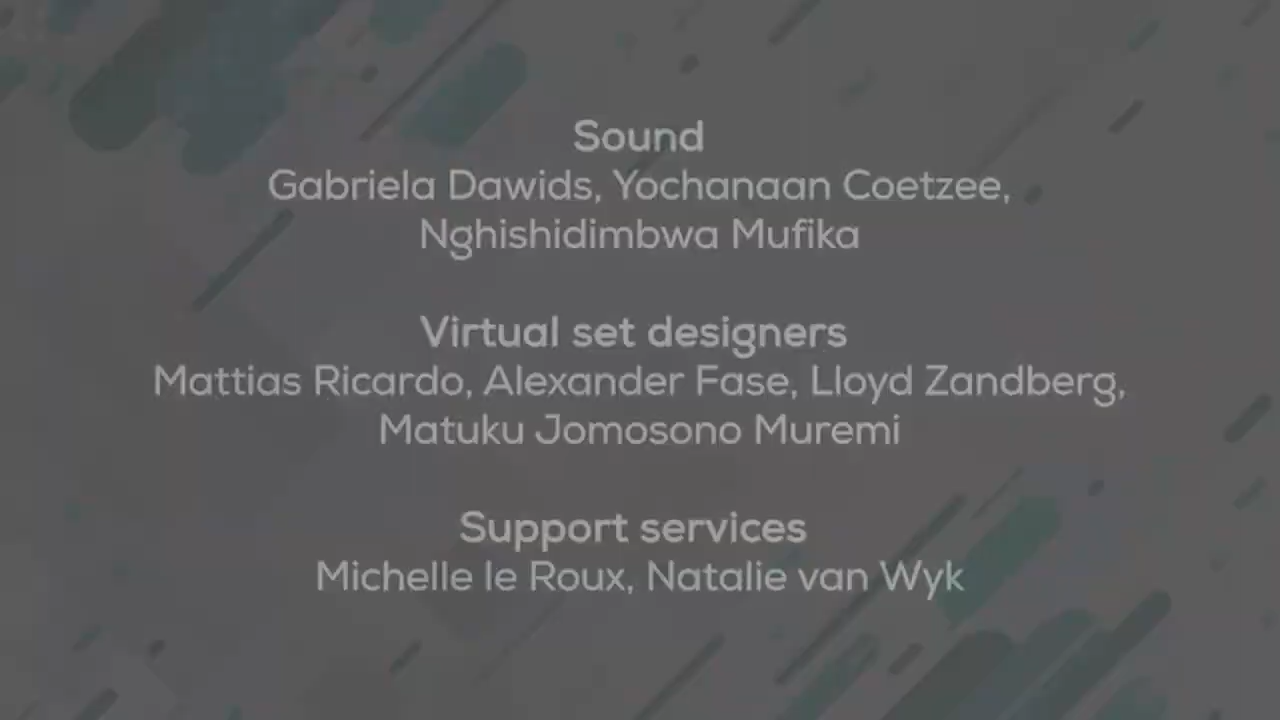 Sound
Gabriela Dawids, Yochanaan Coetzee,
Nghishidimbwa Mufika
Virtual set designers
Mattias Ricardo, Alexander Fase, Lloyd Zandberg,
Matuku Jomosono Muremi
Support services
Michelle le Roux, Natalie van Wyk